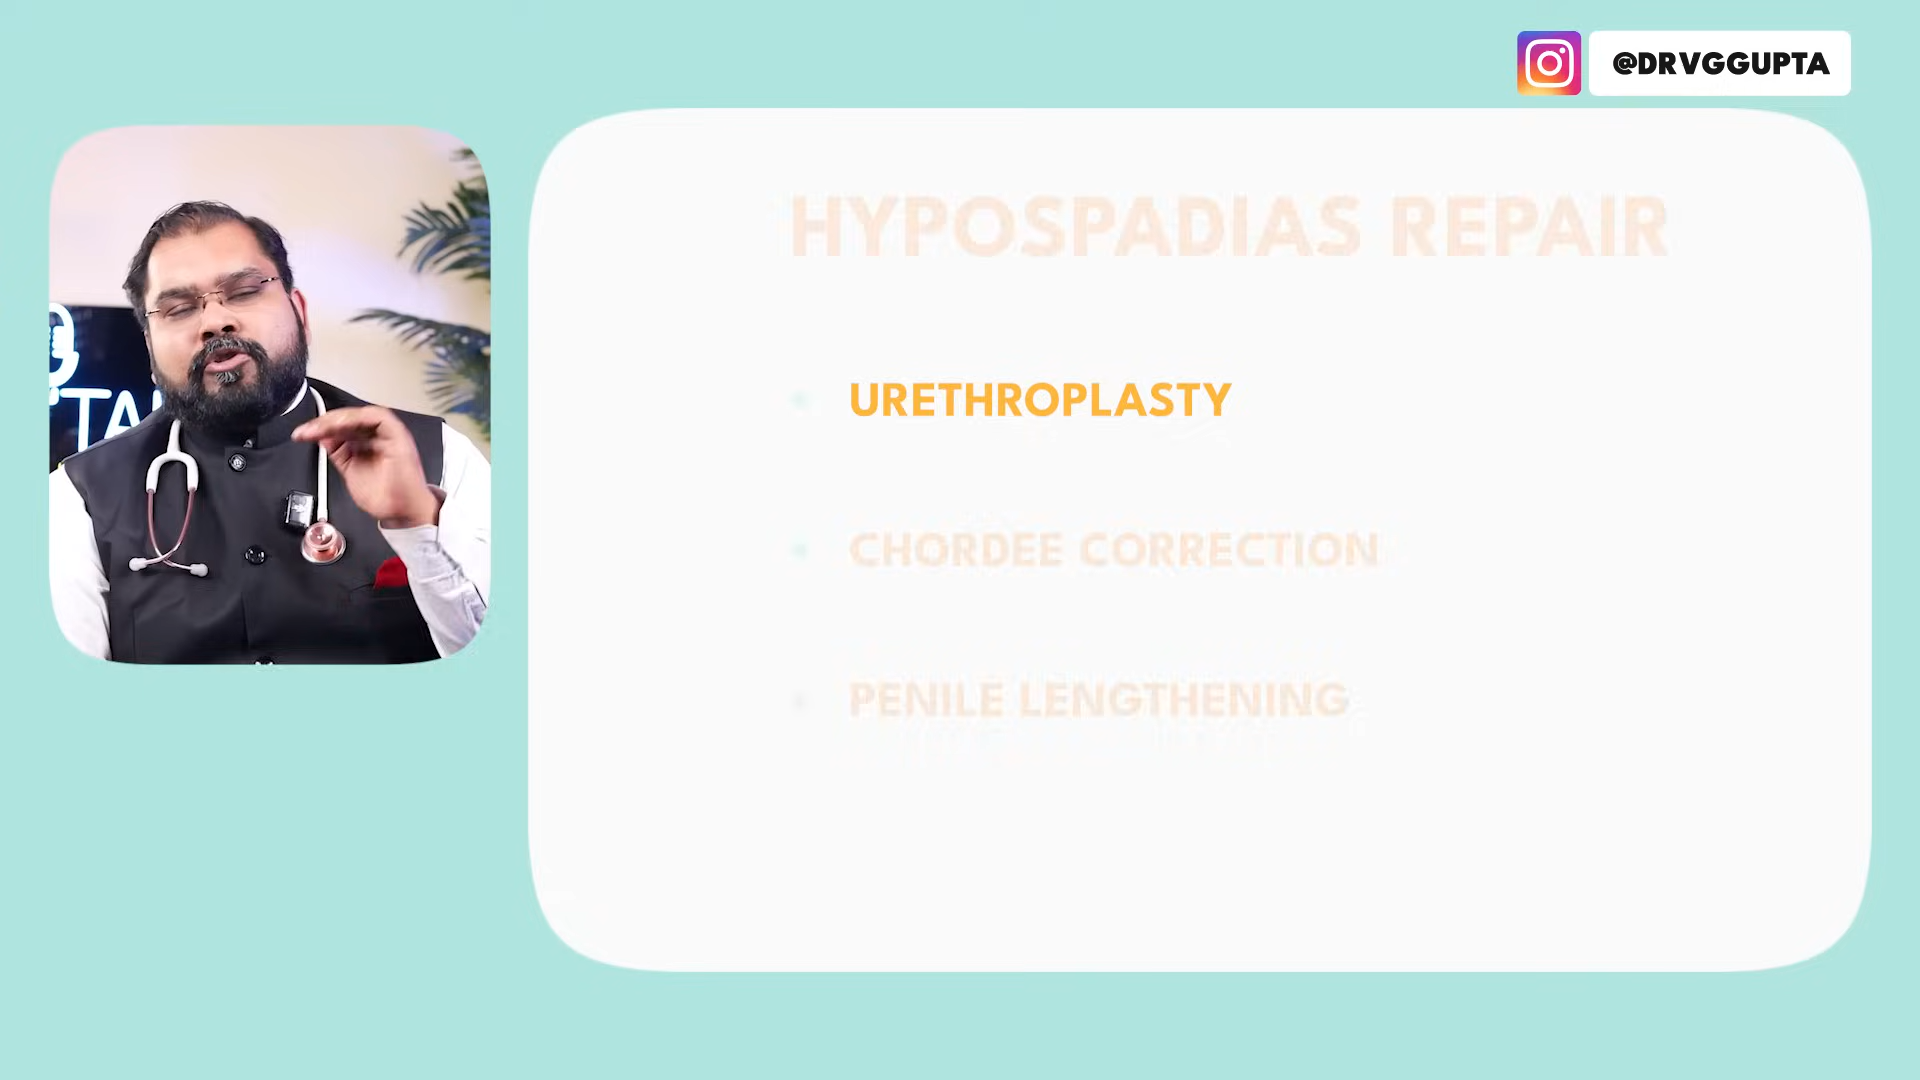 @DRVGGUPTA
HYPOSPADIAS REPAIR
• URETHROPLASTY
• CHORDEE CORRECTION
• PENILE LENGTHENING